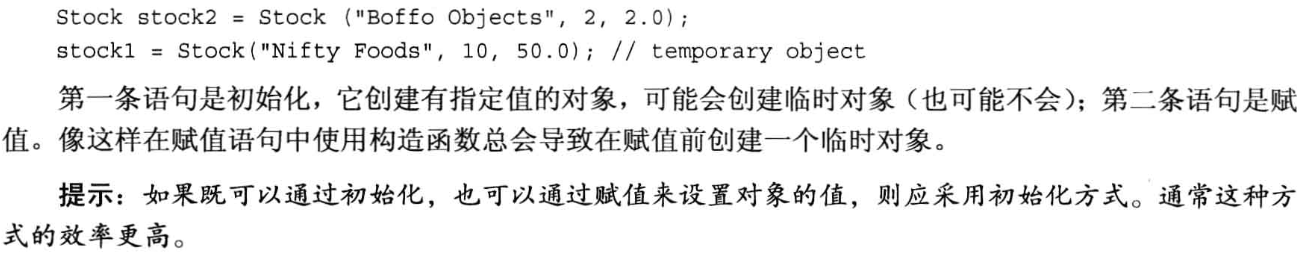 Stock stock2 = Stock ("Boffo Objects", 2, 2.0);
stock1 = Stock("Nifty Foods", 10, 50.0); // temporary object
第一条语句是初始化，它创建有指定值的对象，可能会创建临时对象（也可能不会）；第二条语句是赋
值。像这样在赋值语句中使用构造函数总会导致在赋值前创建一个临时对象。
提示：如果既可以通过初始化，也可以通过赋值来设置对象的值，则应采用初始化方式。通常这种方
式的效率更高。